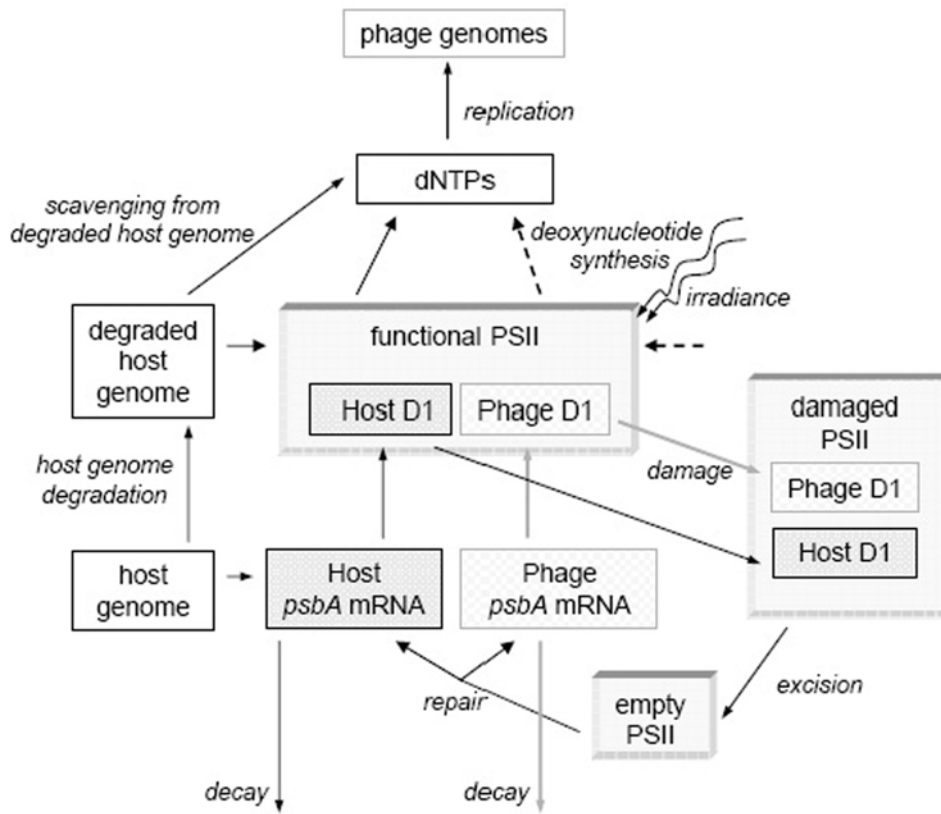 phage genomes
replication
dNTPs
scavenging from
degraded host genome
deoxynucleotide
synthesis
irradiance
degraded
host
genome
functional PSII
Host D1
Phage D1
damaged
PSII
Phage D1
Host D1
damage
host genome
degradation
host
genome
Host
psbA mRNA
Phage
psbA mRNA
repair
empty
PSII
excision
decay
decay